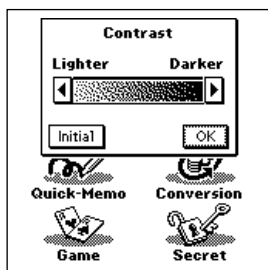 Contrast
Lighter Darker
Initial OK
Quick-Memo Conversion
Game Secret